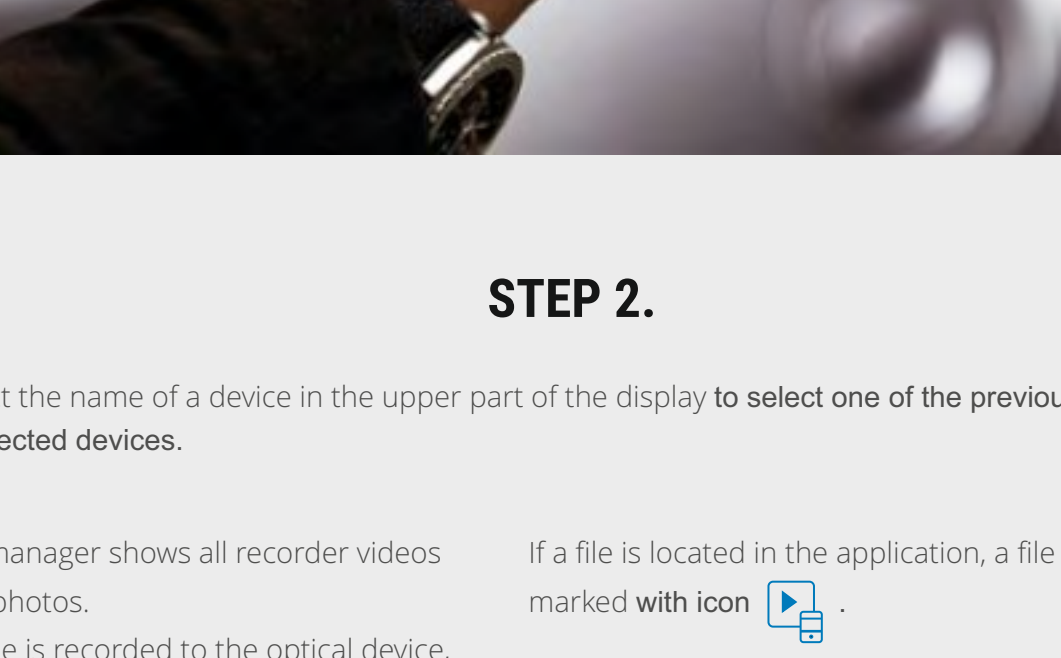 STEP 2.
t the name of a device in the upper part of the display to select one of the previou
ected devices.
manager shows all recorder videos
photos.
e is recorded to the optical device,
If a file is located in the application, a file
marked with icon .